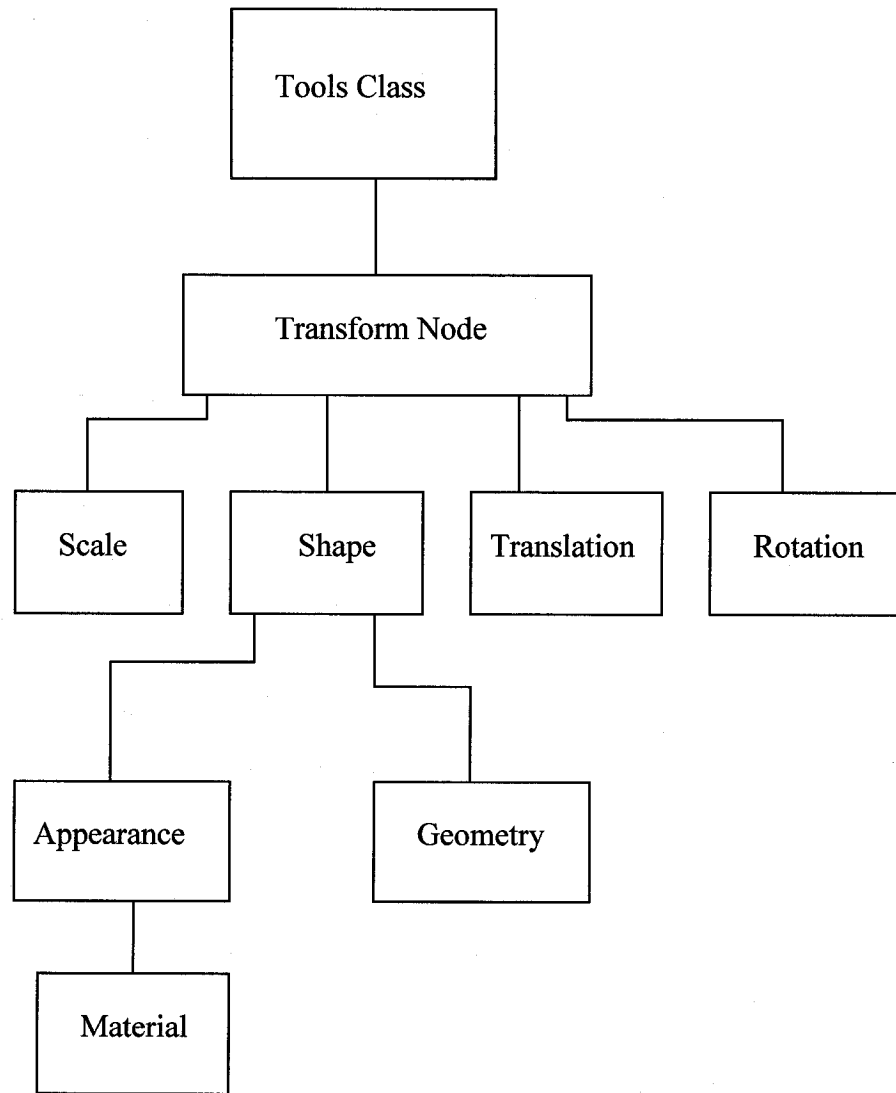 Tools Class
Transform Node
Scale
Shape
Translation
Rotation
Appearance
Geometry
Material